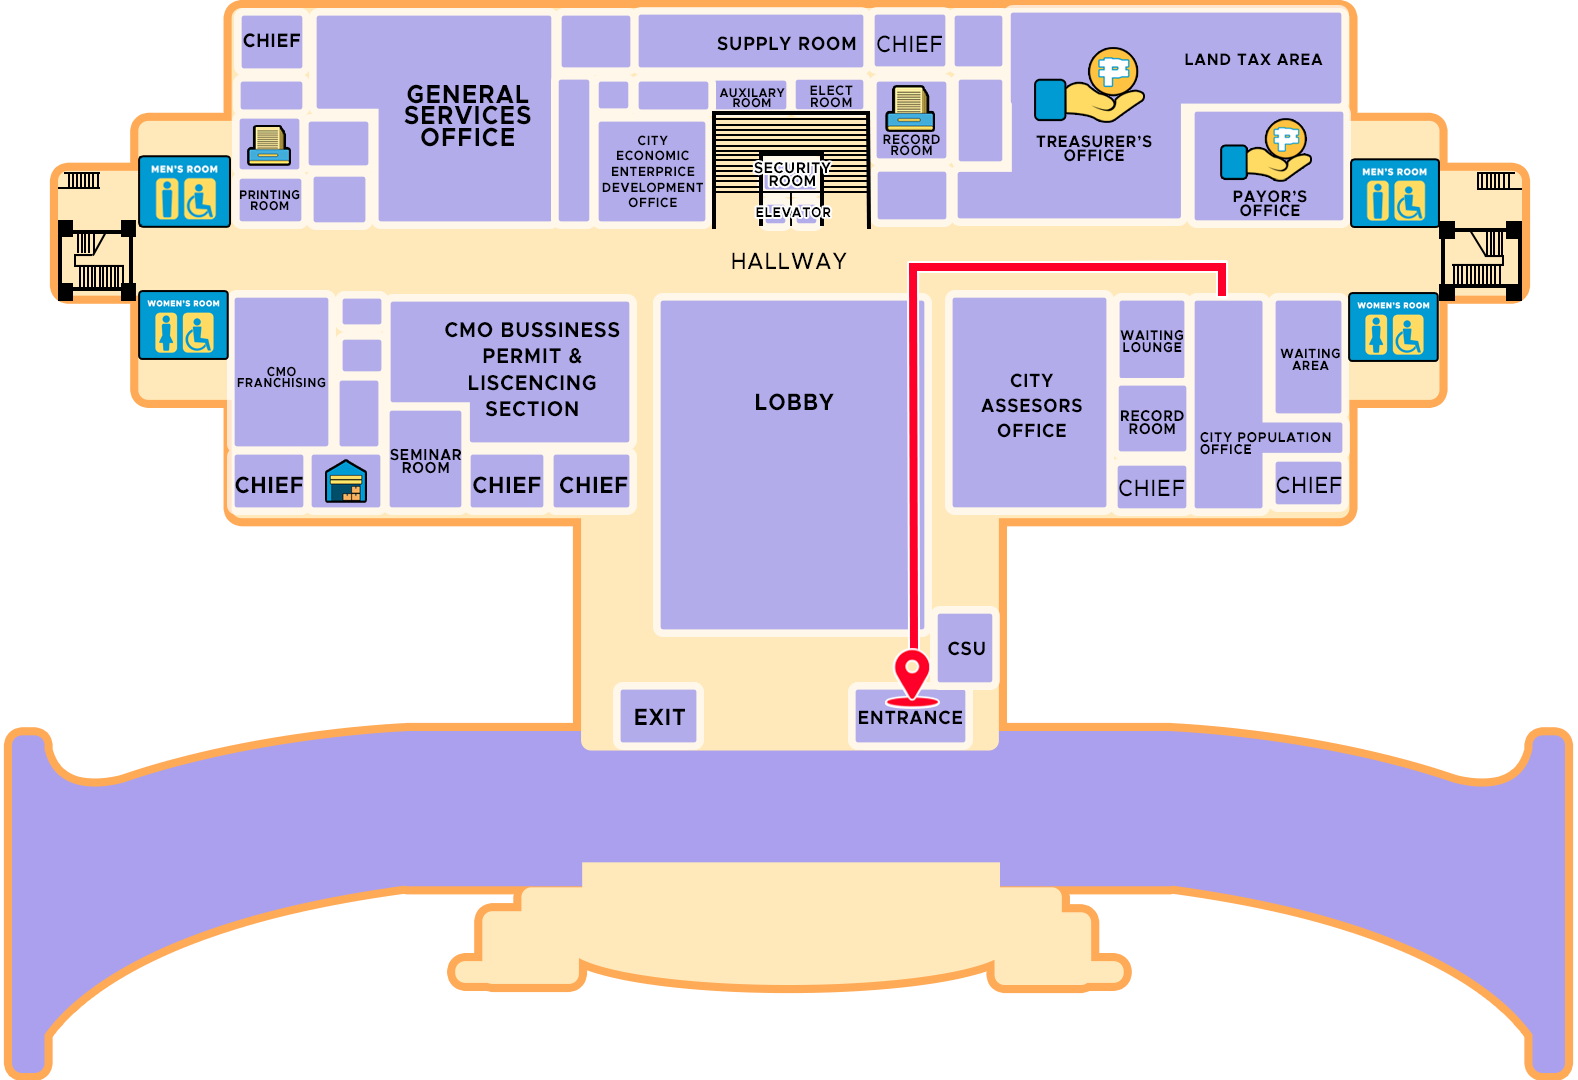 CHIEF
GENERAL
SERVICES
OFFICE
SUPPLY ROOM
CHIEF
LAND TAX AREA
AUXILARY
ROOM
ELECT
ROOM
TREASURER'S
OFFICE
RECORD
ROOM
CITY
ECONOMIC
ENTERPRICE
DEVELOPMENT
OFFICE
SECURITY
ROOM
ELEVATOR
MEN'S ROOM
PRINTING
ROOM
PAYOR'S
OFFICE
MEN'S ROOM
HALLWAY
WOMEN'S ROOM
CMO
FRANCHISING
CMO BUSSINESS
PERMIT &
LISCENCING
SECTION
LOBBY
CITY
ASSESORS
OFFICE
WAITING
LOUNGE
WAITING
AREA
WOMEN'S ROOM
RECORD
ROOM
CITY POPULATION
OFFICE
SEMINAR
ROOM
CHIEF
CHIEF
CHIEF
CHIEF
CHIEF
CSU
EXIT
ENTRANCE